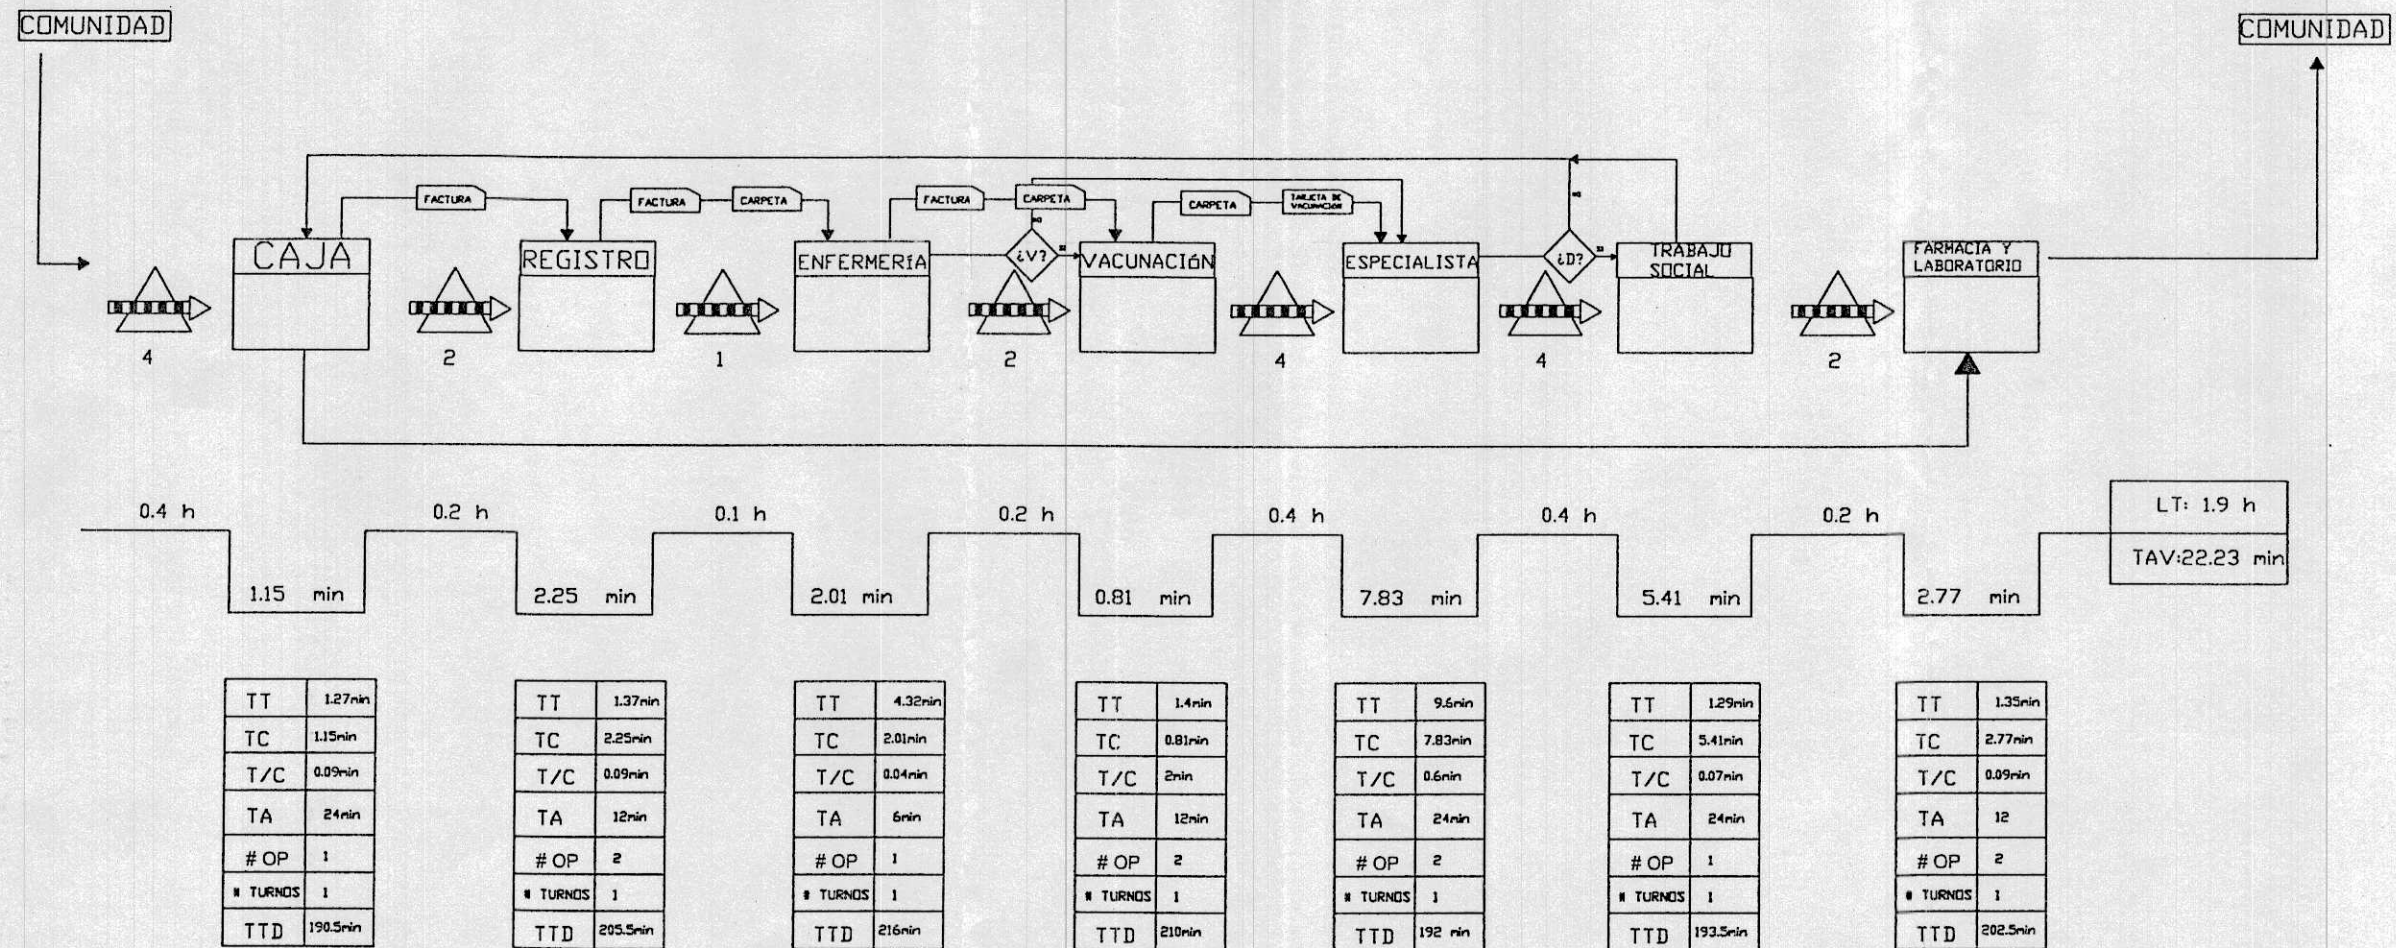 COMUNIDAD
COMUNIDAD
FACTURA
FACTURA
CARPETA
FACTURA
CARPETA
CARPETA
TARJETA DE
VACUNACIÓN
NO
NO
CAJA
REGISTRO
ENFERMERÍA
¿V?
SI
VACUNACIÓN
ESPECIALISTA
¿D?
SI
TRABAJO
SOCIAL
FARMACIA Y
LABORATORIO
4
2
1
2
4
4
2
0.4 h
0.2 h
0.1 h
0.2 h
0.4 h
0.4 h
0.2 h
LT: 1.9 h
TAV:22.23 min
1.15 min
2.25 min
2.01 min
0.81 min
7.83 min
5.41 min
2.77 min
TT 1.27min
TC 1.15min
T/C 0.09min
TA 24min
# OP 1
# TURNOS 1
TTD 190.5min
TT 1.37min
TC 2.25min
T/C 0.09min
TA 12min
# OP 2
# TURNOS 1
TTD 205.5min
TT 4.32min
TC 2.01min
T/C 0.04min
TA 6min
# OP 1
# TURNOS 1
TTD 216min
TT 1.4min
TC 0.81min
T/C 2min
TA 12min
# OP 2
# TURNOS 1
TTD 210min
TT 9.6min
TC 7.83min
T/C 0.6min
TA 24min
# OP 2
# TURNOS 1
TTD 192 min
TT 1.29min
TC 5.41min
T/C 0.07min
TA 24min
# OP 1
# TURNOS 1
TTD 193.5min
TT 1.35min
TC 2.77min
T/C 0.09min
TA 12
# OP 2
# TURNOS 1
TTD 202.5min